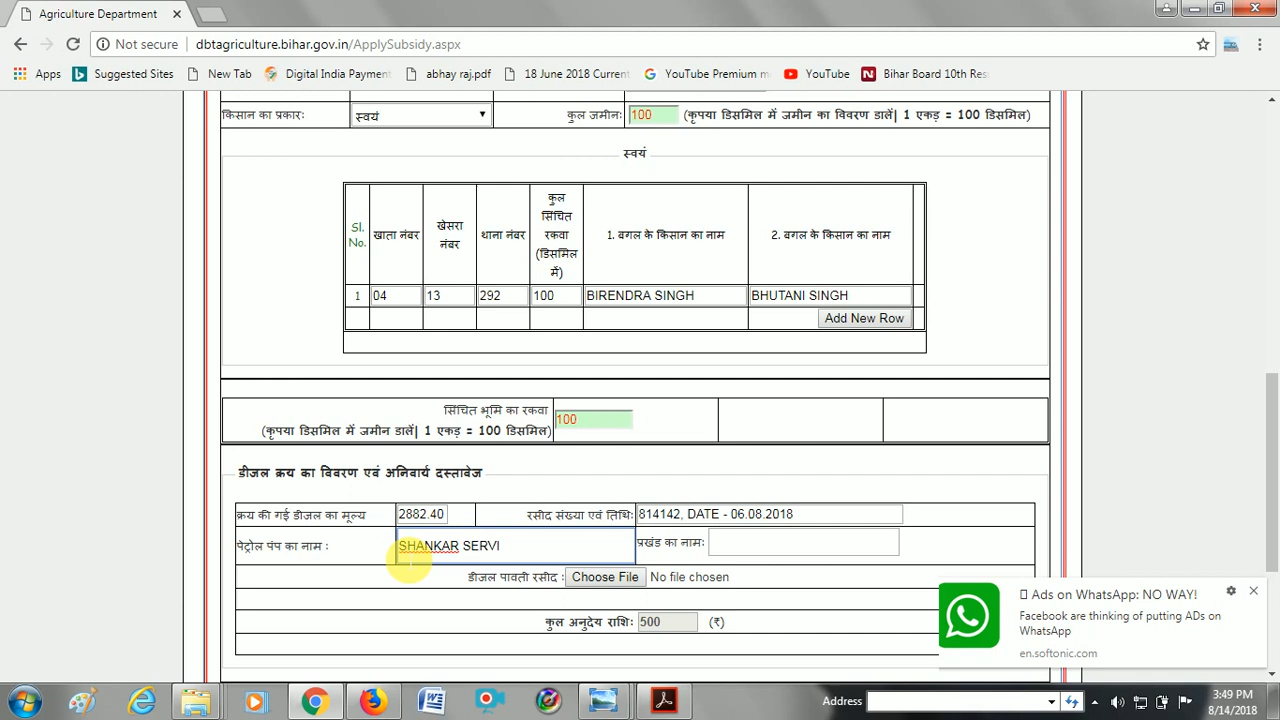 Agriculture Department
Not secure dbtagriculture.bihar.gov.in/ApplySubsidy.aspx
Apps Suggested Sites New Tab Digital India Payment abhay raj.pdf 18 June 2018 Current YouTube Premium m YouTube Bihar Board 10th Res
किसान का प्रकारः स्वयं कुल जमीनः 100 (कृपया डिसमिल में जमीन का विवरण डालें| 1 एकड़ = 100 डिसमिल)
स्वयं
Sl. No. खाता नंबर खेसरा नंबर थाना नंबर कुल सिंचित रकवा (डिसमिल में) 1. बगल के किसान का नाम 2. बगल के किसान का नाम
1 04 13 292 100 BIRENDRA SINGH BHUTANI SINGH
Add New Row
सिंचित भूमि का रकवा 100
(कृपया डिसमिल में जमीन डालें| 1 एकड़ = 100 डिसमिल)
डीजल क्रय का विवरण एवं अनिवार्य दस्तावेज
क्रय की गई डीजल का मूल्य 2882.40 रसीद संख्या एवं तिथिः 814142, DATE - 06.08.2018
पेट्रोल पंप का नाम : SHANKAR SERVI प्रखंड का नामः
डीजल पावती रसीद : Choose File No file chosen
कुल अनुदेय राशिः 500 (₹)
Ads on WhatsApp: NO WAY!
Facebook are thinking of putting ADs on
WhatsApp
en.softonic.com
Address
3:49 PM
8/14/2018